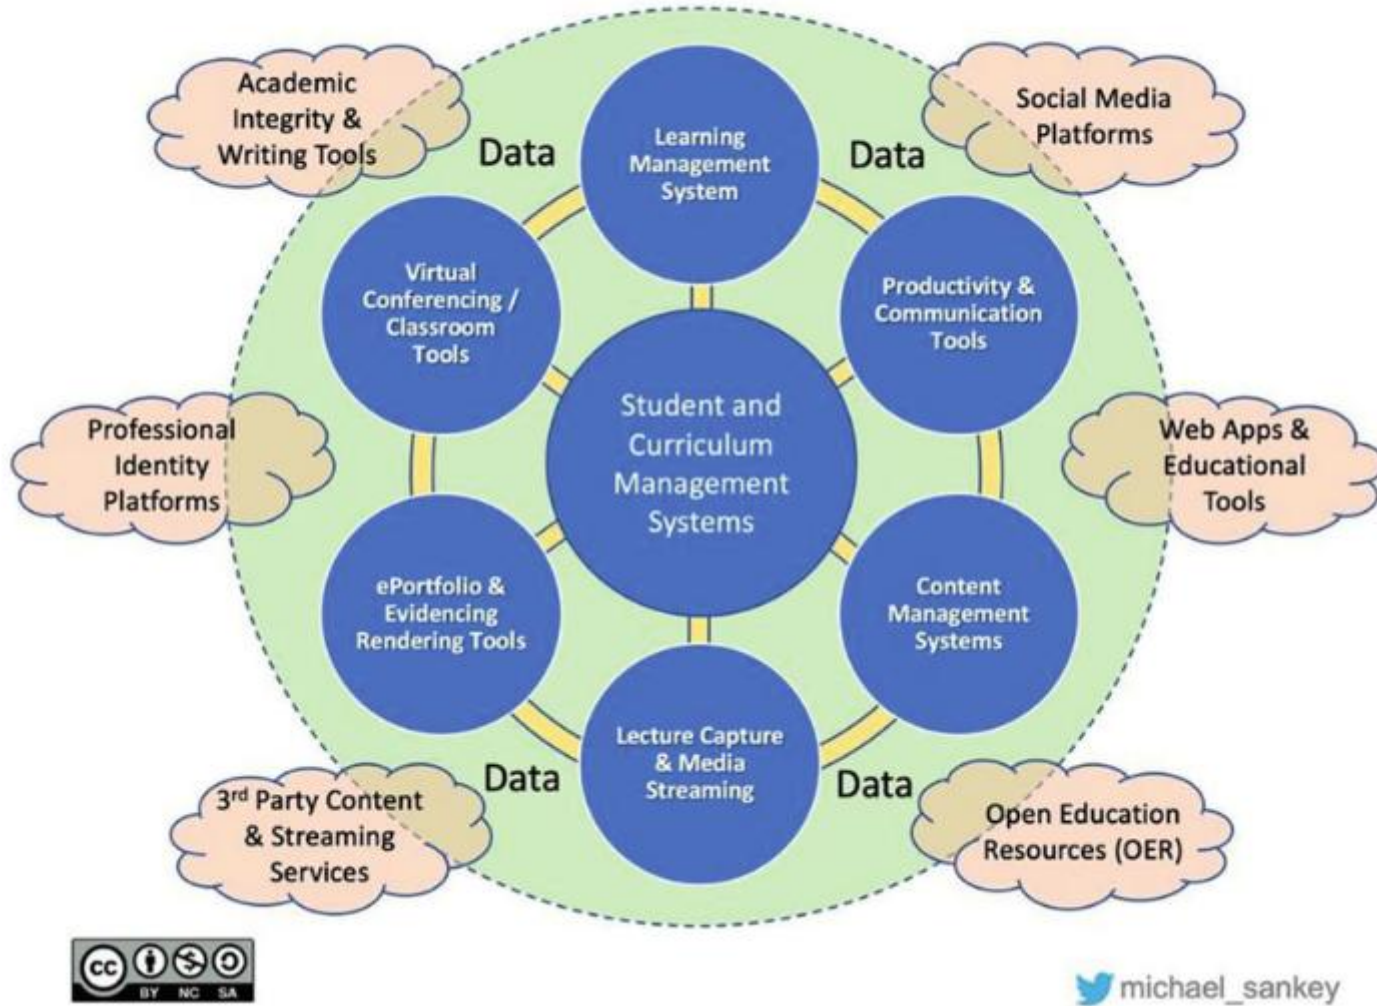 Academic
Integrity &
Writing Tools
Social Media
Platforms
Data
Learning
Management
System
Data
Virtual
Conferencing /
Classroom
Tools
Productivity &
Communication
Tools
Professional
Identity
Platforms
Student and
Curriculum
Management
Systems
Web Apps &
Educational
Tools
ePortfolio &
Evidencing
Rendering Tools
Content
Management
Systems
Data
Lecture Capture
& Media
Streaming
Data
3rd Party Content
& Streaming
Services
Open Education
Resources (OER)
cc
BY NC SA
michael_sankey